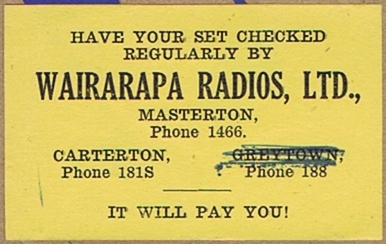 HAVE YOUR SET CHECKED
REGULARLY BY
WAIRARAPA RADIOS, LTD.,
MASTERTON,
Phone 1466.
CARTERTON, GREYTOWN,
Phone 181S Phone 188
IT WILL PAY YOU!